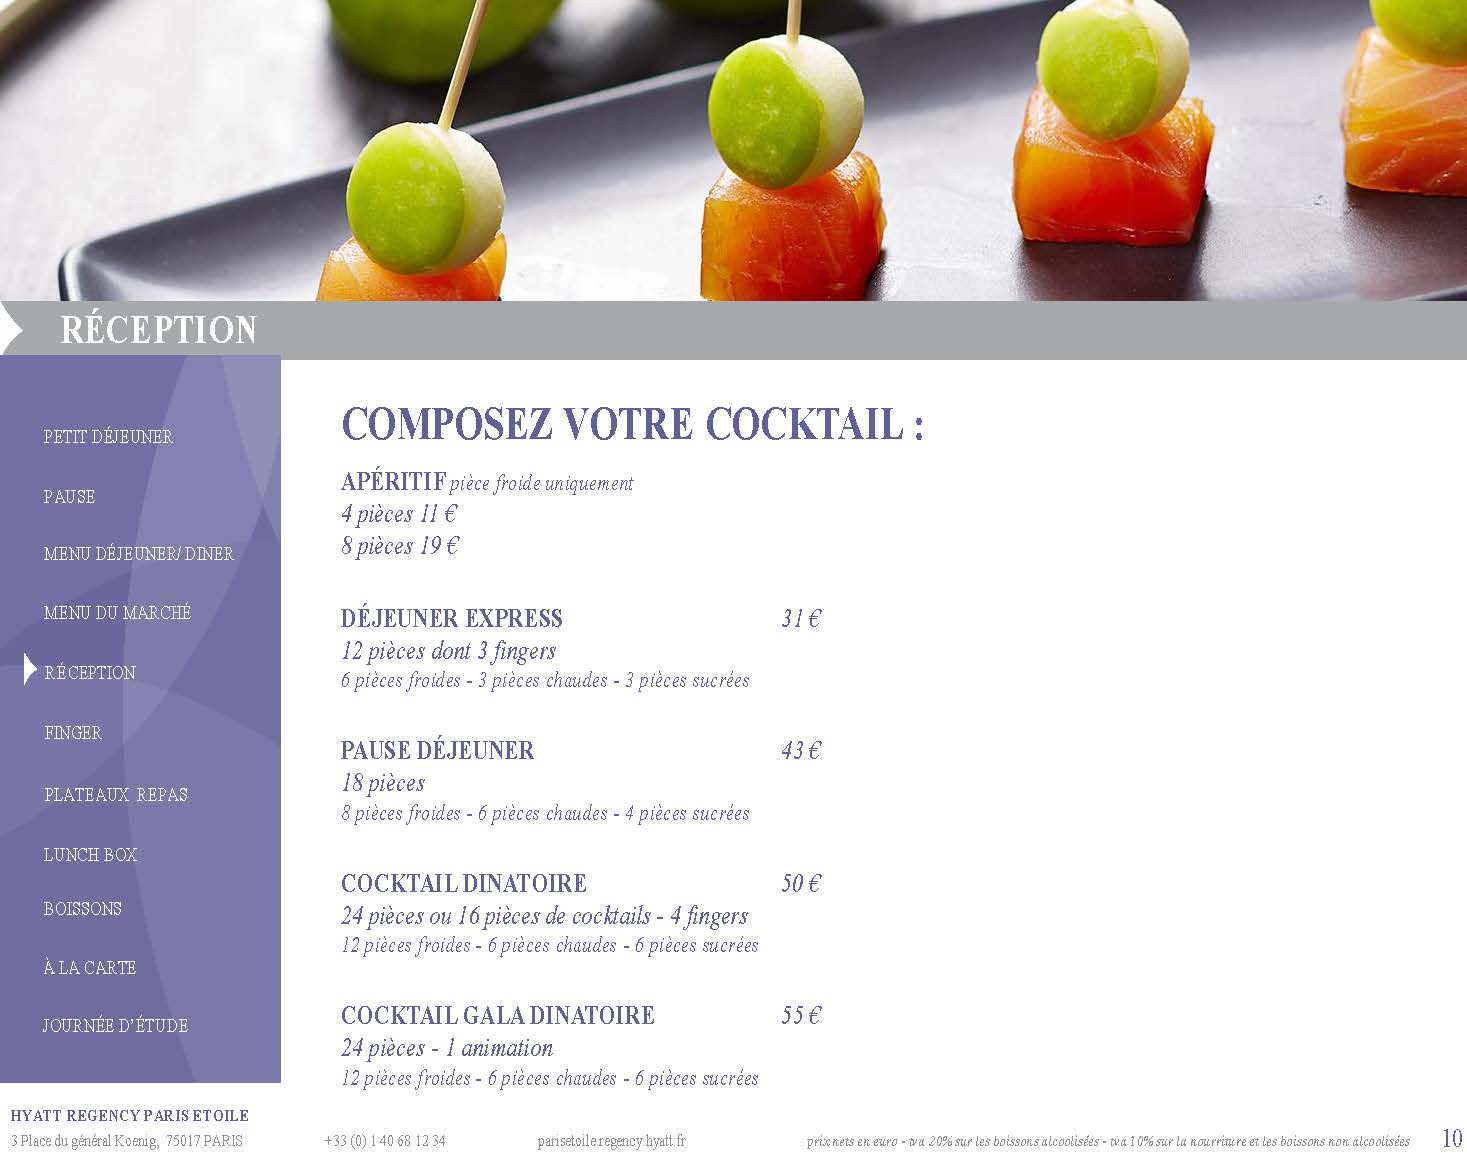 RÉCEPTION
PETIT DÉJEUNER
PAUSE
MENU DÉJEUNER/ DINER
MENU DU MARCHÉ
RÉCEPTION
FINGER
PLATEAUX REPAS
LUNCH BOX
BOISSONS
À LA CARTE
JOURNÉE D'ÉTUDE
COMPOSEZ VOTRE COCKTAIL :
APÉRITIF pièce froide uniquement
4 pièces 11 €
8 pièces 19 €
DÉJEUNER EXPRESS 31 €
12 pièces dont 3 fingers
6 pièces froides - 3 pièces chaudes - 3 pièces sucrées
PAUSE DÉJEUNER 43 €
18 pièces
8 pièces froides - 6 pièces chaudes - 4 pièces sucrées
COCKTAIL DINATOIRE 50 €
24 pièces ou 16 pièces de cocktails - 4 fingers
12 pièces froides - 6 pièces chaudes - 6 pièces sucrées
COCKTAIL GALA DINATOIRE 55 €
24 pièces - 1 animation
12 pièces froides - 6 pièces chaudes - 6 pièces sucrées
HYATT REGENCY PARIS ETOILE
3 Place du général Koenig, 75017 PARIS +33 (0) 1 40 68 12 34 parisetoile.regency.hyatt.fr prix nets en euro - tva 20% sur les boissons alcoolisées - tva 10% sur la nourriture et les boissons non alcoolisées 10